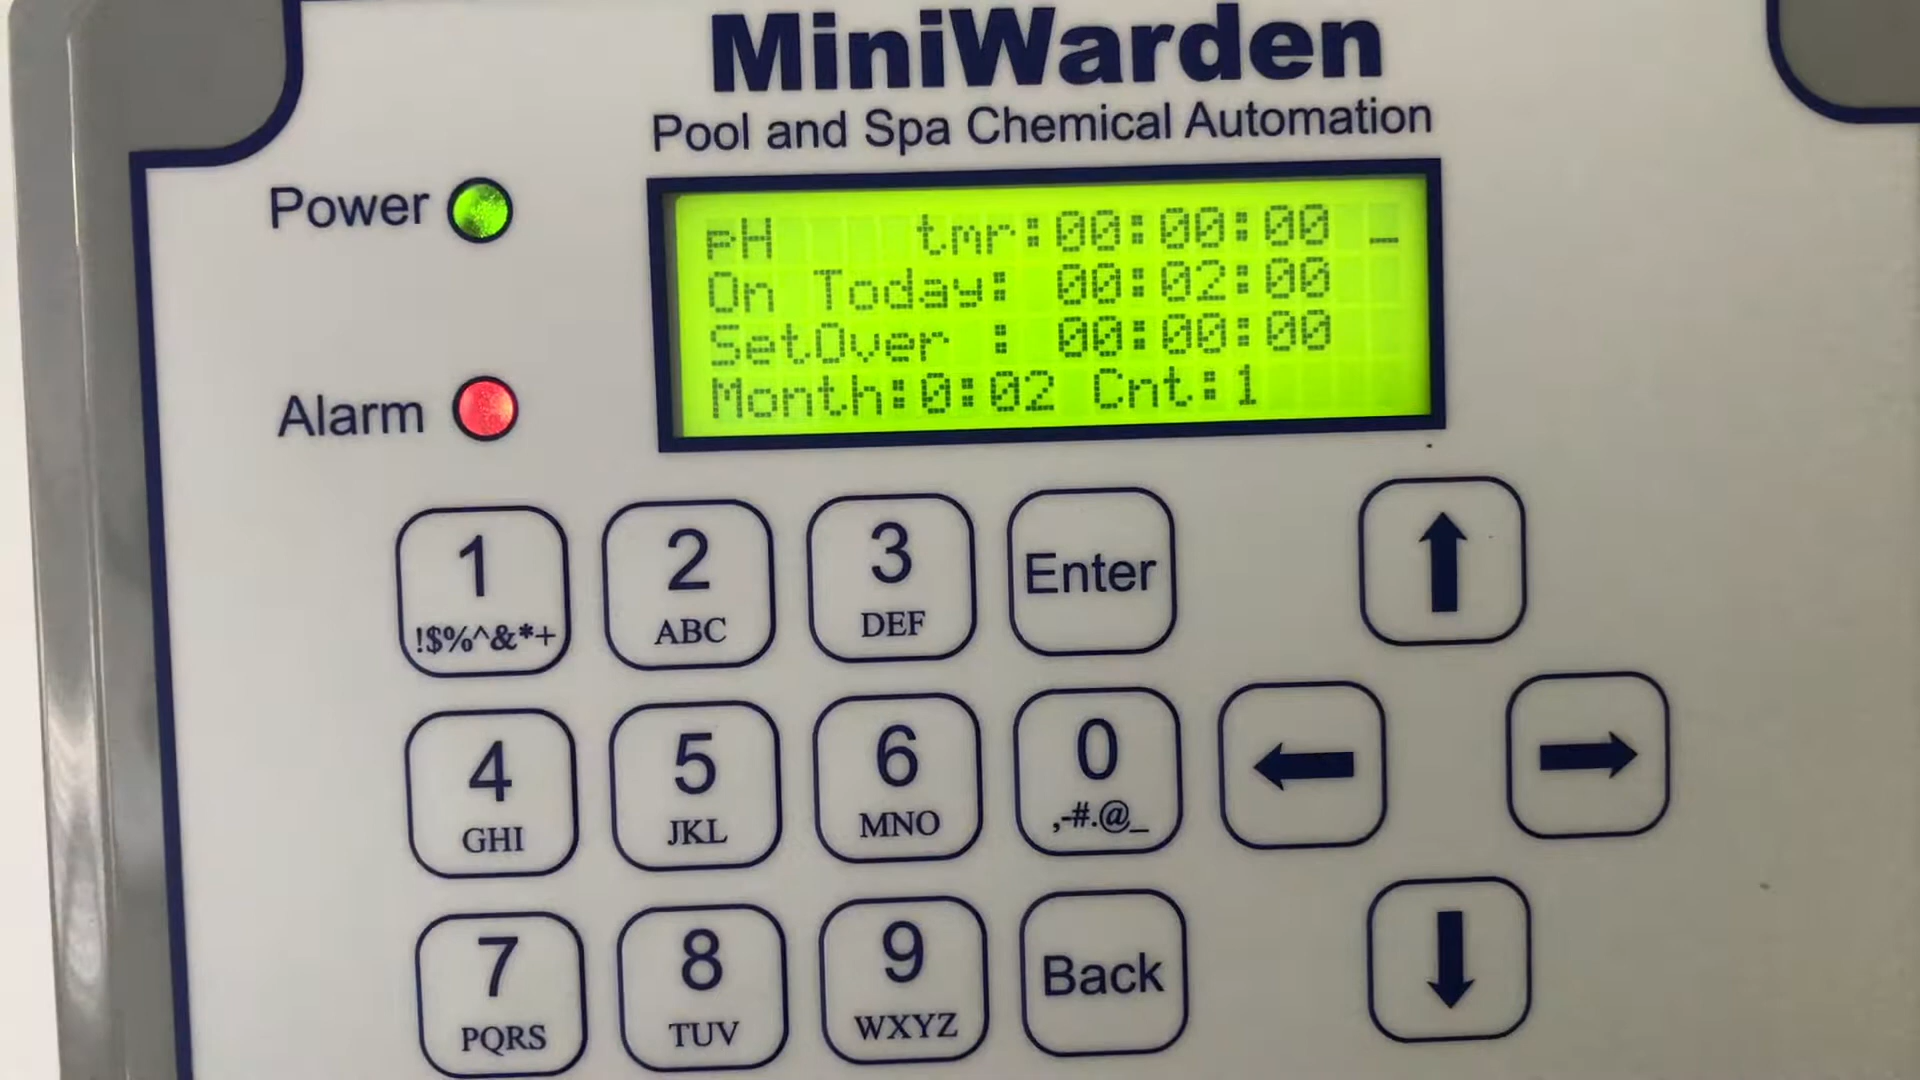 MiniWarden
Pool and Spa Chemical Automation
Power
pH tmr:00:00:00 _
On Today: 00:02:00
SetOver : 00:00:00
Month:0:02 Cnt:1
Alarm
1 2 3 Enter
!$%^&*+ ABC DEF
4 5 6 0
GHI JKL MNO ,-#.@_
7 8 9 Back
PQRS TUV WXYZ